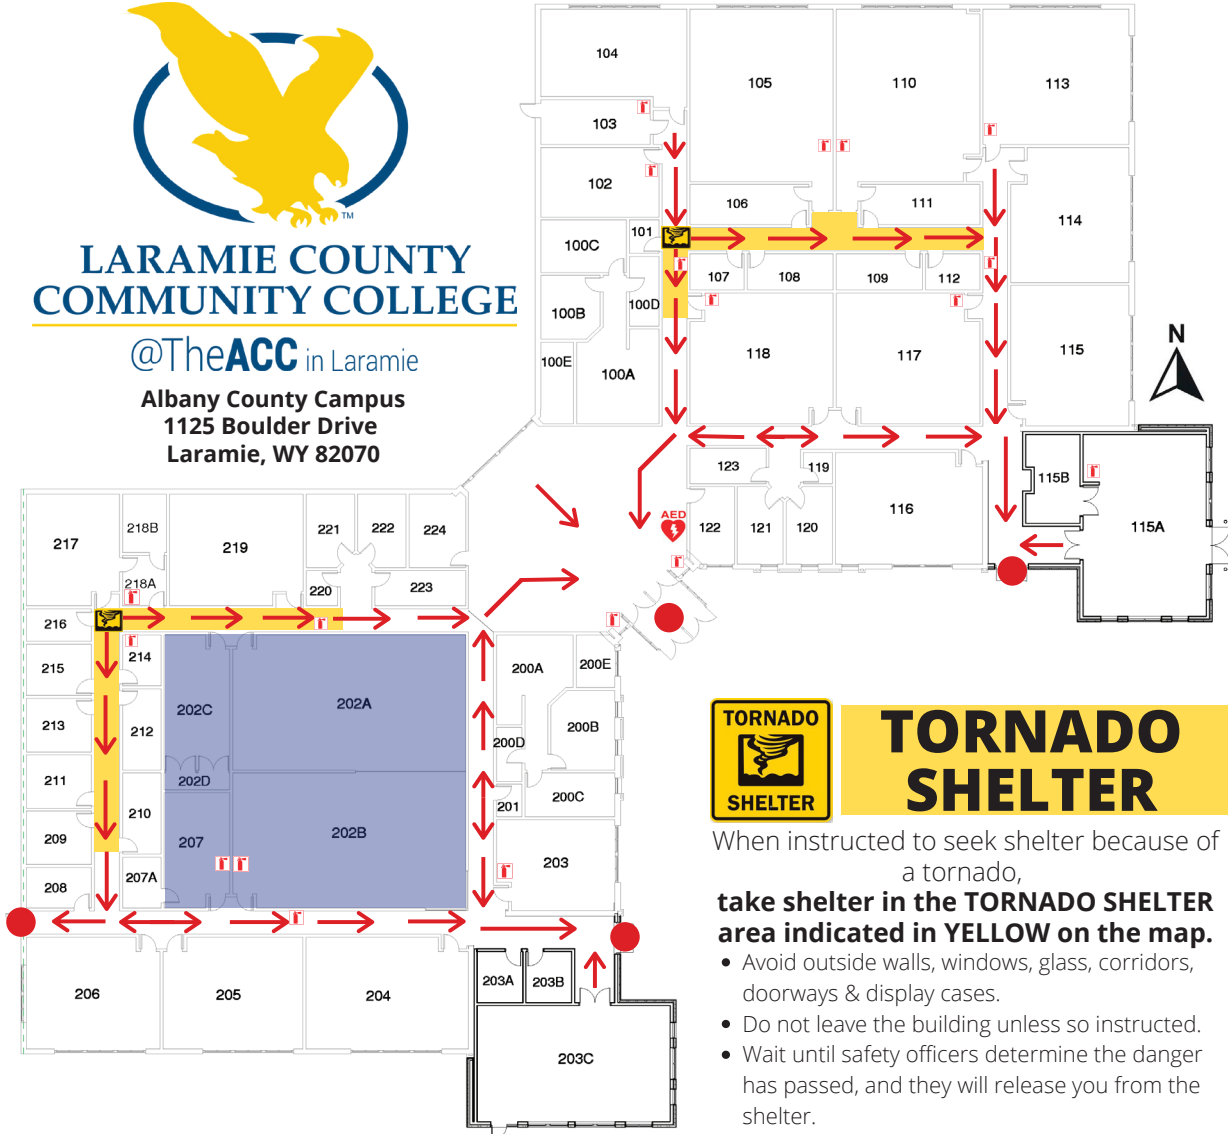 LARAMIE COUNTY
COMMUNITY COLLEGE
@TheACC in Laramie
Albany County Campus
1125 Boulder Drive
Laramie, WY 82070
TM
104
105
110
113
103
102
106
111
114
101
100C
107
108
109
112
100B
100D
118
117
115
100E
100A
N
123
119
115B
116
115A
AED
122
121
120
217
218B
219
221
222
224
218A
220
223
216
214
215
200A
200E
202C
202A
213
212
200B
200D
202D
211
210
201
200C
209
207
202B
203
208
207A
206
205
204
203A
203B
203C
TORNADO
SHELTER
TORNADO
SHELTER
When instructed to seek shelter because of
a tornado,
take shelter in the TORNADO SHELTER
area indicated in YELLOW on the map.
• Avoid outside walls, windows, glass, corridors,
doorways & display cases.
• Do not leave the building unless so instructed.
• Wait until safety officers determine the danger
has passed, and they will release you from the
shelter.